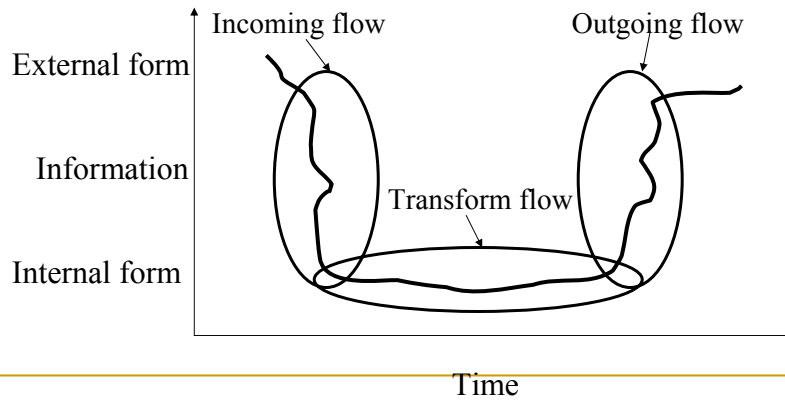 Incoming flow
Outgoing flow
External form
Information
Transform flow
Internal form
Time